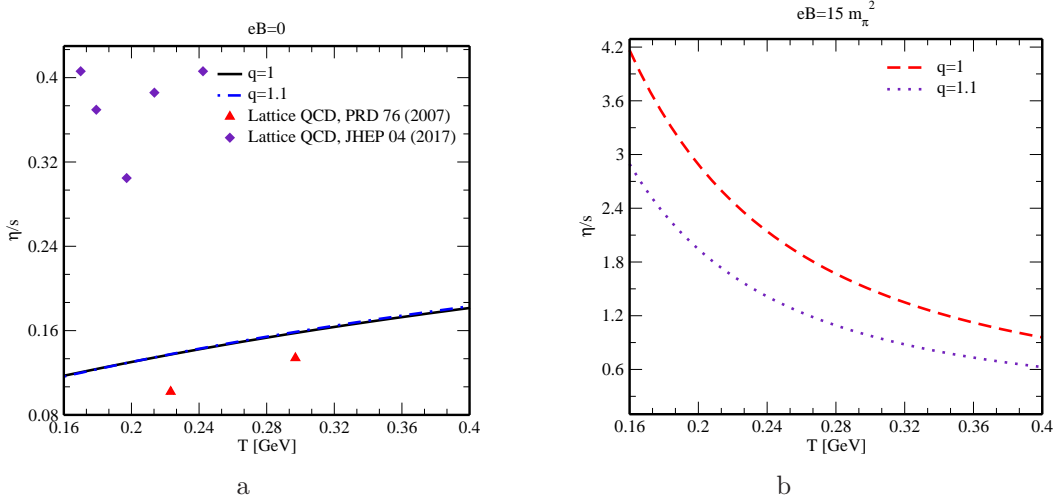 eB=0
0.4
0.32
0.24
0.16
0.08
η/s
q=1
q=1.1
Lattice QCD, PRD 76 (2007)
Lattice QCD, JHEP 04 (2017)
0.16
0.2
0.24
0.28
0.32
0.36
0.4
T [GeV]
a
eB=15 mπ²
4.2
3.6
3
2.4
1.8
1.2
0.6
η/s
q=1
q=1.1
0.16
0.2
0.24
0.28
0.32
0.36
0.4
T [GeV]
b